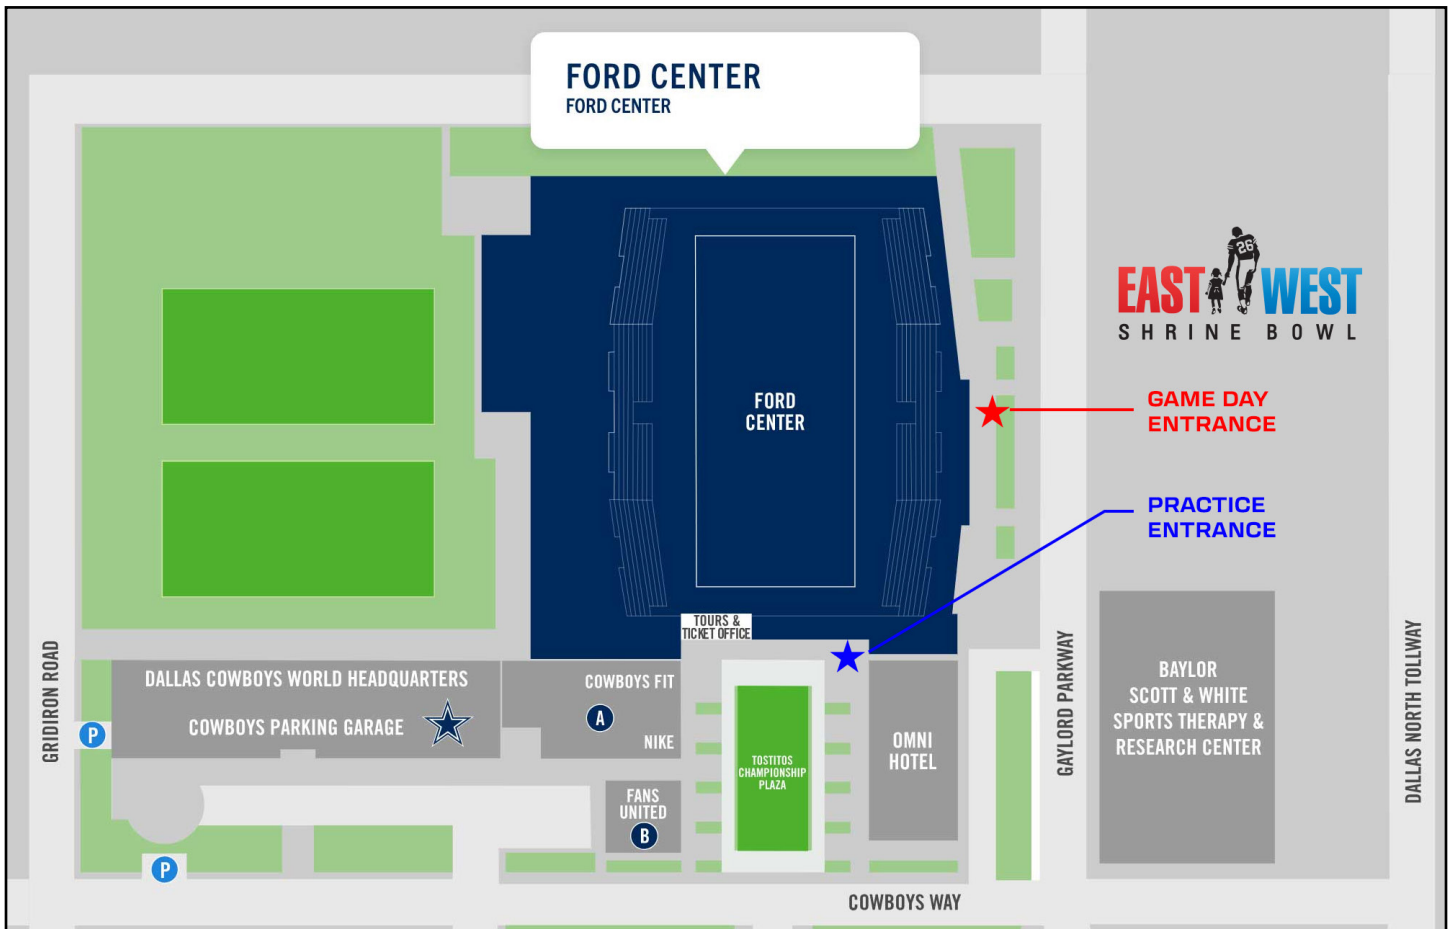 FORD CENTER
FORD CENTER
26
EAST WEST
SHRINE BOWL
FORD
CENTER
GAME DAY
ENTRANCE
PRACTICE
ENTRANCE
TOURS &
TICKET OFFICE
GRIDIRON ROAD
DALLAS COWBOYS WORLD HEADQUARTERS
COWBOYS PARKING GARAGE
P
P
COWBOYS FIT
A
NIKE
FANS
UNITED
B
TOSTITOS
CHAMPIONSHIP
PLAZA
OMNI
HOTEL
GAYLORD PARKWAY
BAYLOR
SCOTT & WHITE
SPORTS THERAPY &
RESEARCH CENTER
DALLAS NORTH TOLLWAY
COWBOYS WAY